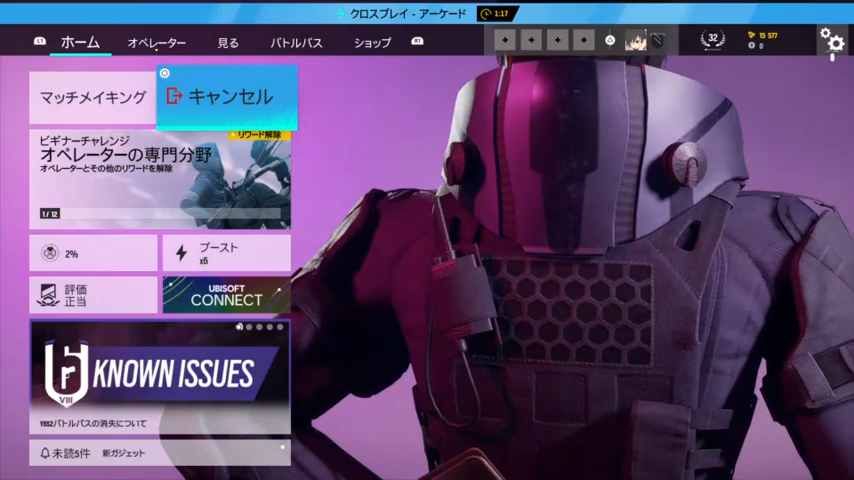 クロスプレイ - アーケード 1:17
L1 ホーム オペレーター 見る バトルパス ショップ R1
32
15 577
0
マッチメイキング
キャンセル
ビギナーチャレンジ
リワード解除
オペレーターの専門分野
オペレーターとその他のリワードを解除
1 / 12
2%
ブースト
x6
評価
正当
UBISOFT
CONNECT
KNOWN ISSUES
VIII
Y8S2バトルパスの消失について
未読5件 新ガジェット